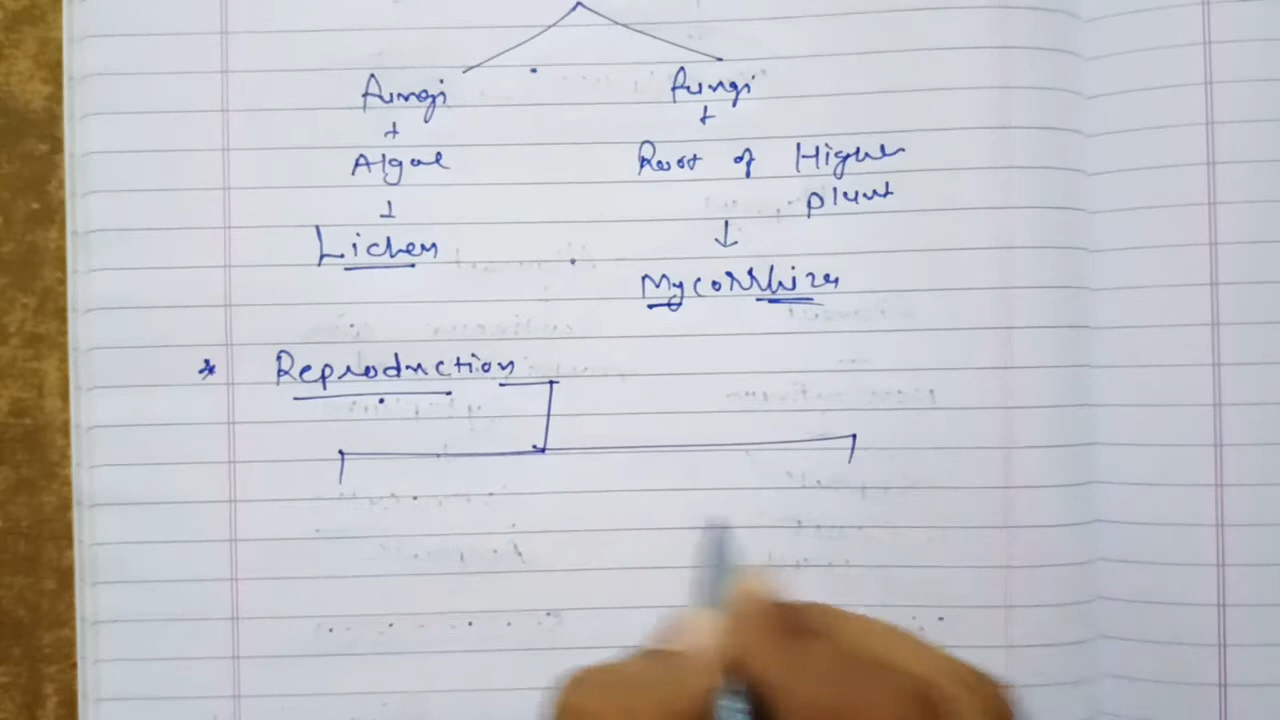 Fungi
+
Algae
↓
Lichen
Fungi
+
Root of Higher
plant
↓
Mycorrhiza
* Reproduction